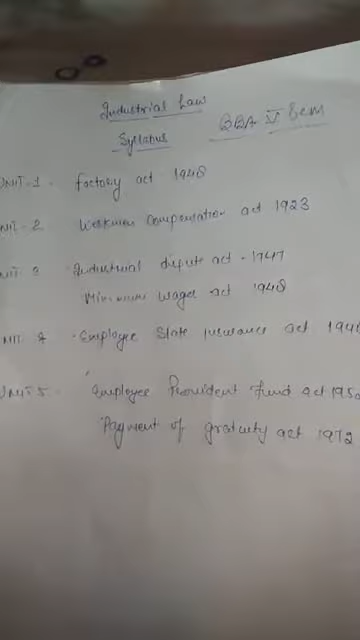 Industrial Law
Syllabus BBA V Sem
UNIT-1 - factory act 1948
UNIT-2 Workmen Compensation act 1923
UNIT 3 Industrial dispute act - 1947
Minimum wages act 1948
UNIT 4 - Employee State Insurance act 1948
UNIT 5 - Employee Provident Fund Act 195
Payment of gratuity act 1972